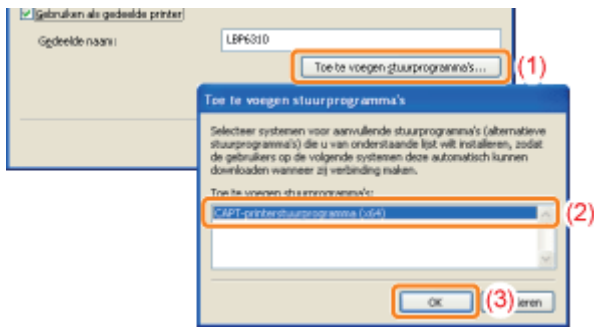 Gebruiken als gedeelde printer
Gedeelde naam: LBP6310
Toe te voegen stuurprogramma's... (1)
Toe te voegen stuurprogramma's
Selecteer systemen voor aanvullende stuurprogramma's (alternatieve
stuurprogramma's) die u van onderstaande lijst wilt installeren, zodat
de gebruikers op de volgende systemen deze automatisch kunnen
downloaden wanneer zij verbinding maken.
Toe te voegen stuurprogramma's:
CAPT-printerstuurprogramma (x64) (2)
OK (3) ieren